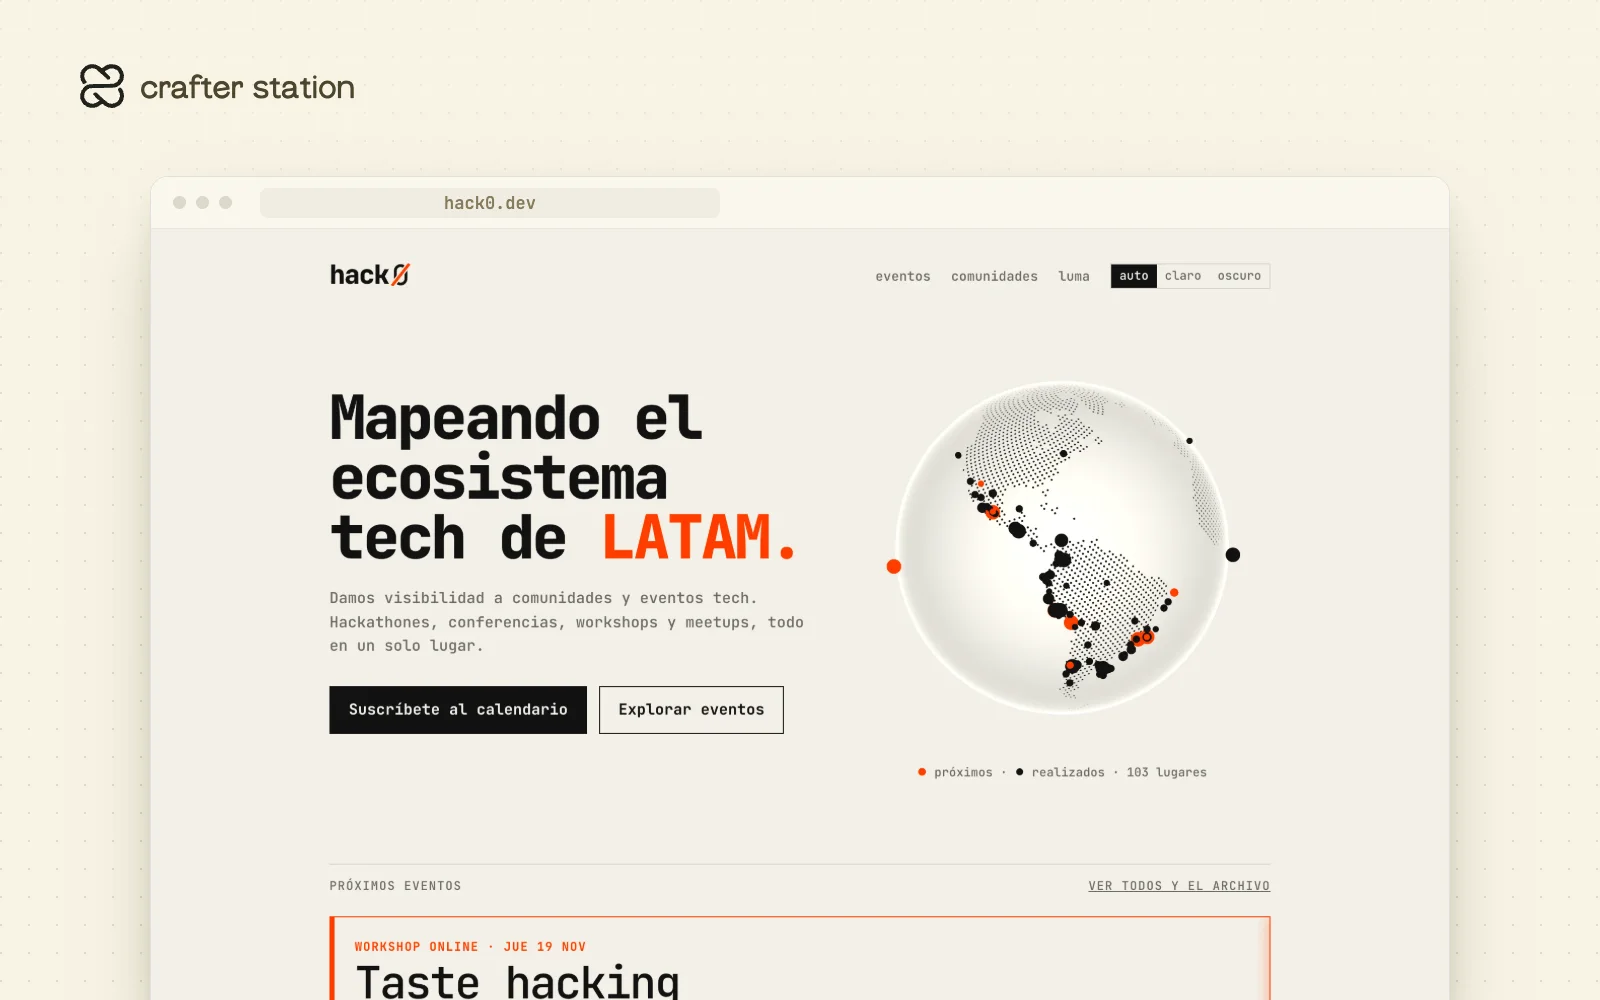 crafter station
hack0.dev
hack0
eventos comunidades luma auto claro oscuro
Mapeando el
ecosistema
tech de LATAM.
Damos visibilidad a comunidades y eventos tech.
Hackathones, conferencias, workshops y meetups, todo
en un solo lugar.
Suscríbete al calendario Explorar eventos
próximos · realizados · 103 lugares
PRÓXIMOS EVENTOS VER TODOS Y EL ARCHIVO
WORKSHOP ONLINE · JUE 19 NOV
Taste hacking